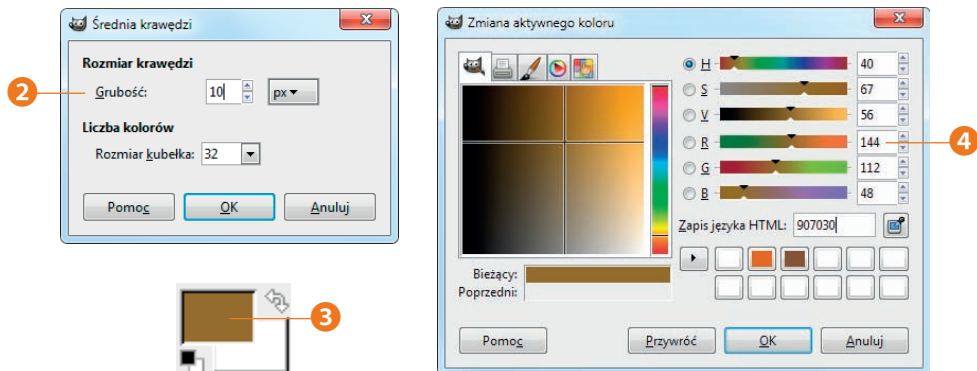 Średnia krawędzi
Rozmiar krawędzi
2
Grubość: 10 px
Liczba kolorów
Rozmiar kubełka: 32
Pomoc OK Anuluj
3
Zmiana aktywnego koloru
H 40
S 67
V 56
R 144
4
G 112
B 48
Zapis języka HTML: 907030
Bieżący:
Poprzedni:
Pomoc Przywróć OK Anuluj